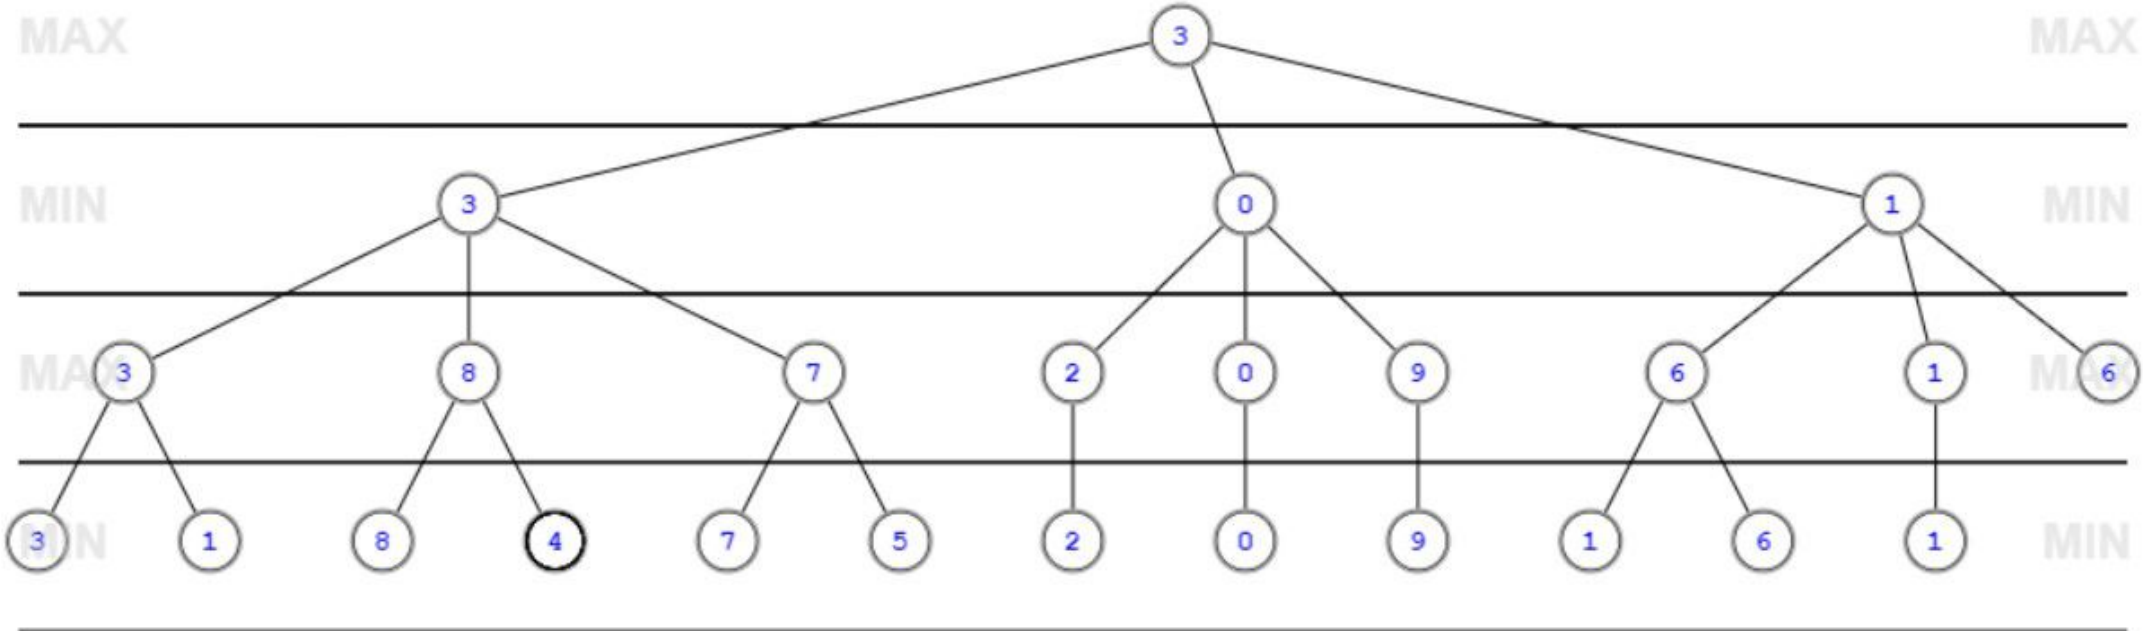 MAX 3 MAX
MIN 3 0 1 MIN
MAX 3 8 7 2 0 9 6 1 MAX 6
MIN 3 1 8 4 7 5 2 0 9 1 6 1 MIN